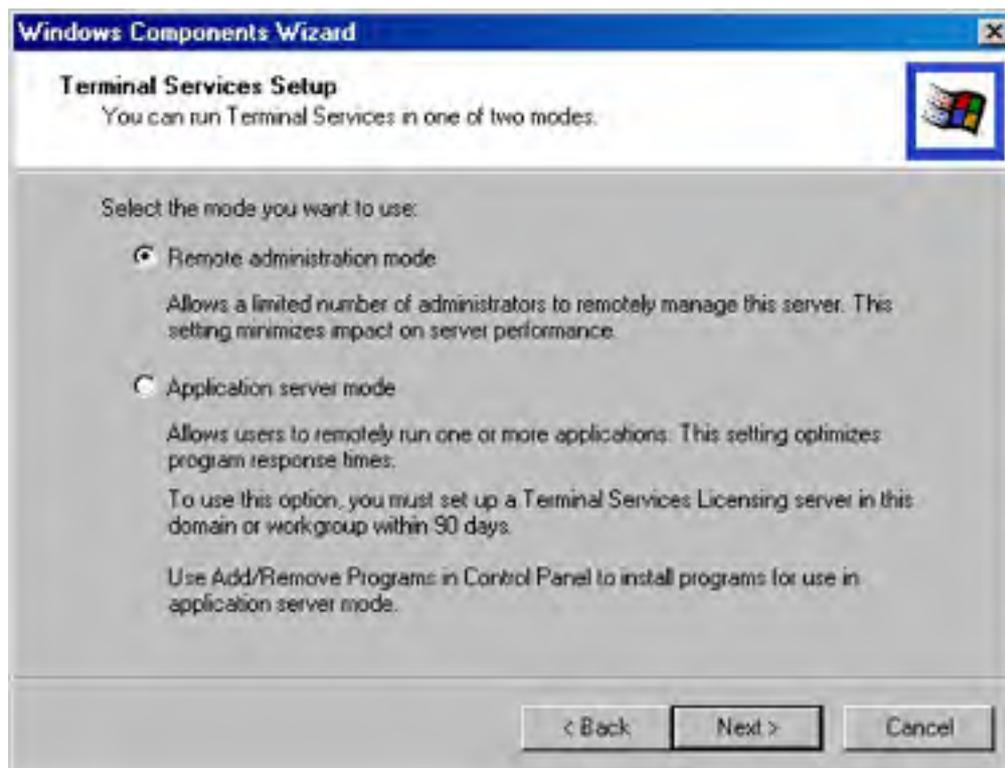 Windows Components Wizard
Terminal Services Setup
You can run Terminal Services in one of two modes.
Select the mode you want to use:
Remote administration mode
Allows a limited number of administrators to remotely manage this server. This
setting minimizes impact on server performance.
Application server mode
Allows users to remotely run one or more applications. This setting optimizes
program response times.
To use this option, you must set up a Terminal Services Licensing server in this
domain or workgroup within 90 days.
Use Add/Remove Programs in Control Panel to install programs for use in
application server mode.
< Back
Next >
Cancel